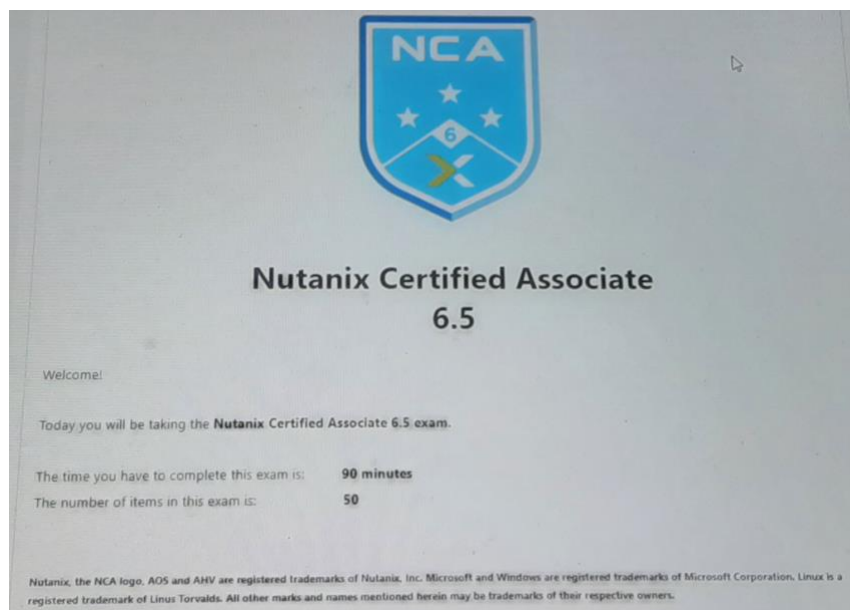 NCA
6
Nutanix Certified Associate
6.5
Welcome!
Today you will be taking the Nutanix Certified Associate 6.5 exam.
The time you have to complete this exam is: 90 minutes
The number of items in this exam is: 50
Nutanix, the NCA logo, AOS and AHV are registered trademarks of Nutanix, Inc. Microsoft and Windows are registered trademarks of Microsoft Corporation. Linux is a
registered trademark of Linus Torvalds. All other marks and names mentioned herein may be trademarks of their respective owners.